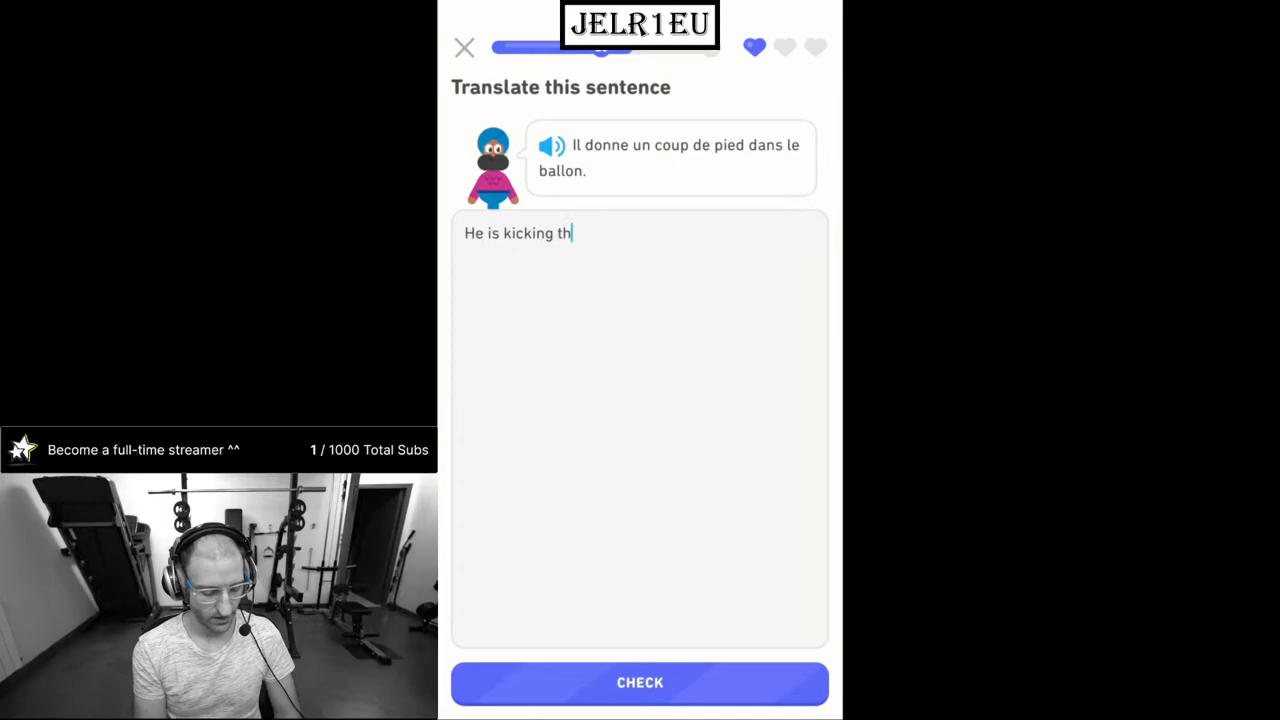 JELR1EU
Translate this sentence
Il donne un coup de pied dans le
ballon.
He is kicking th
Become a full-time streamer ^^ 1 / 1000 Total Subs
CHECK